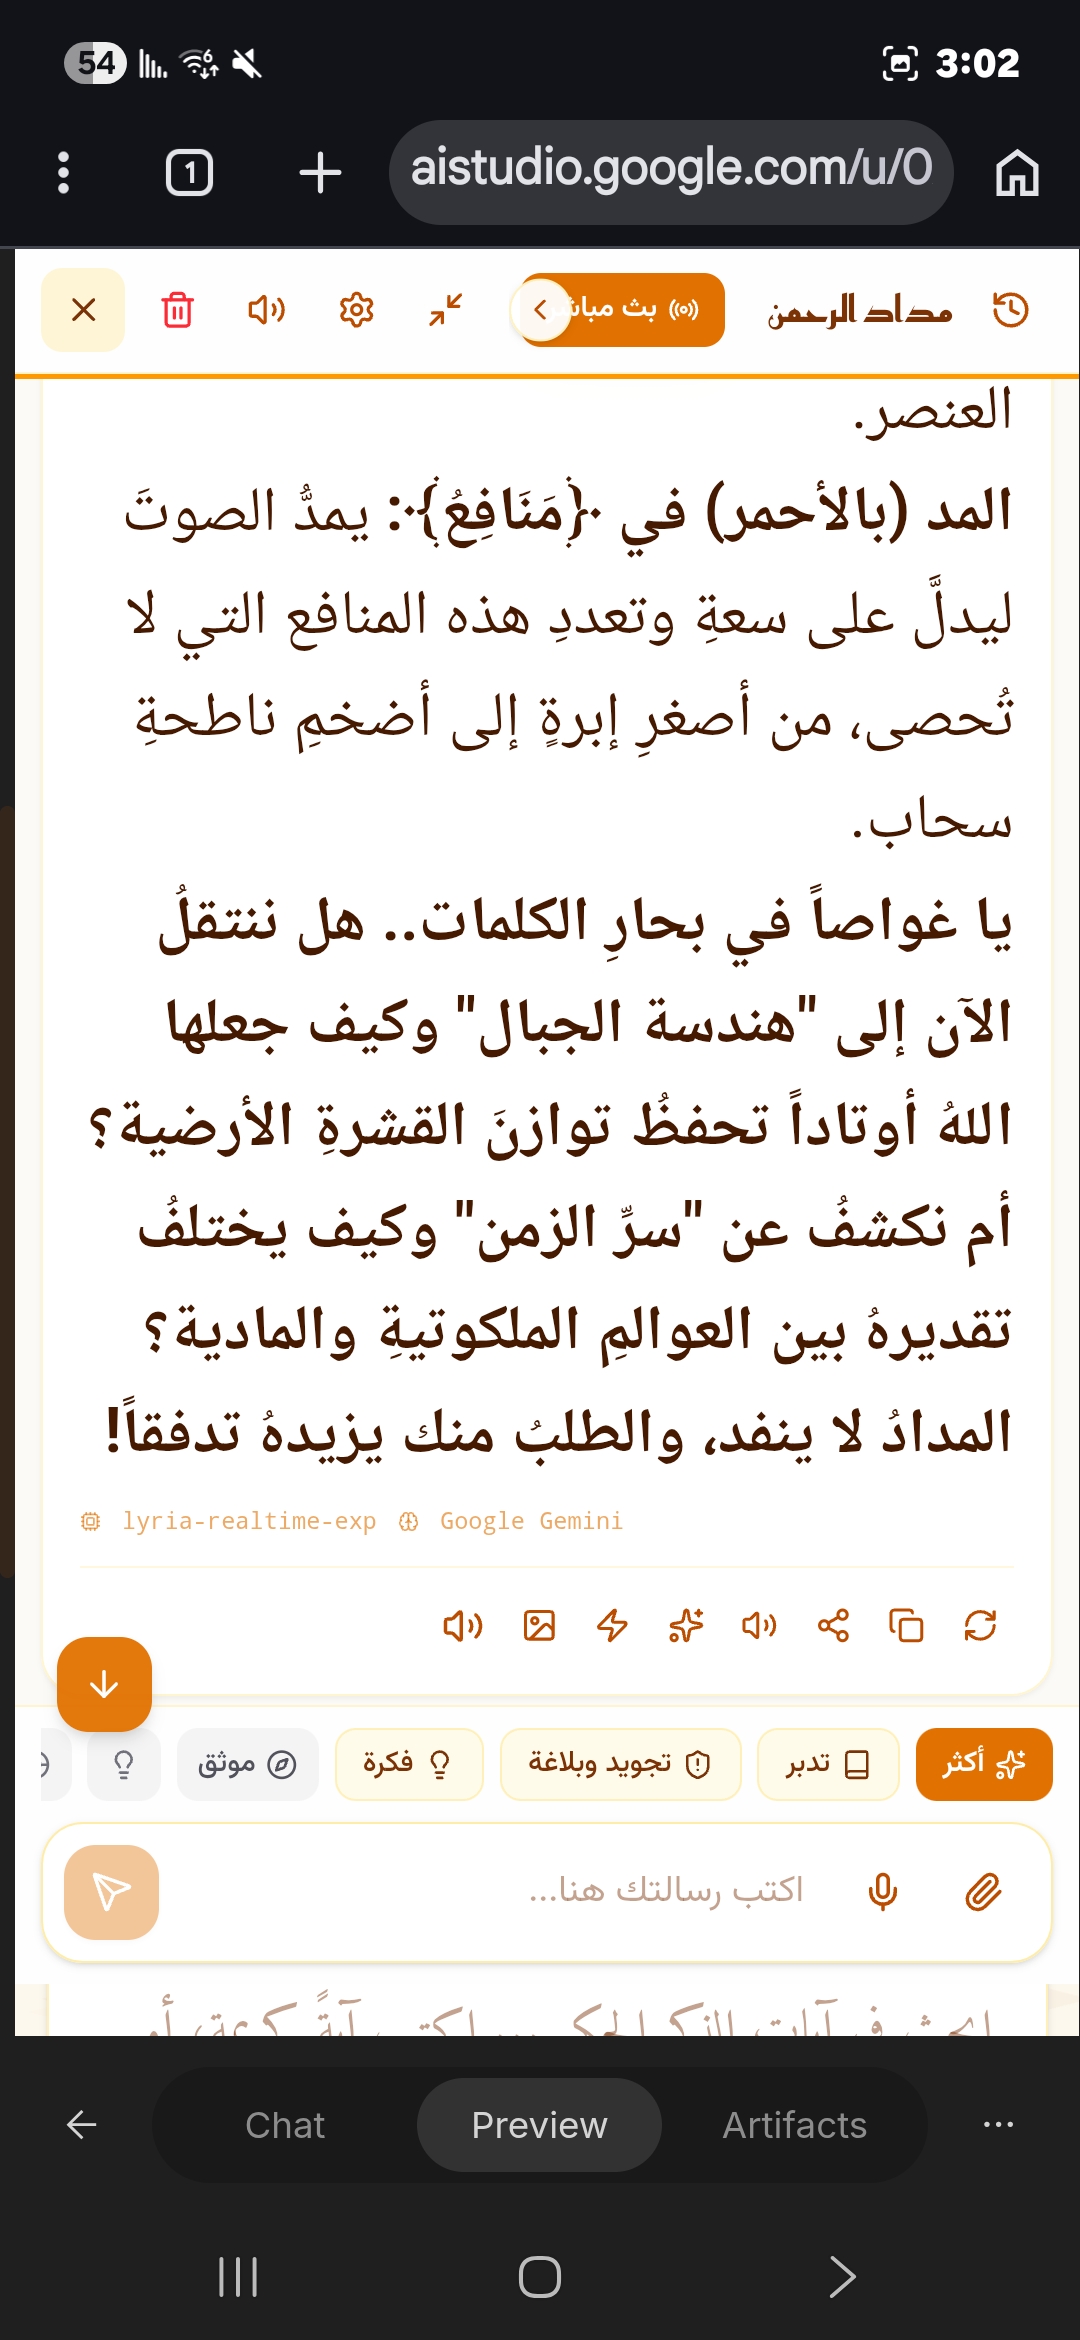 54
3:02
1
aistudio.google.com/u/0
مداد الرحمن
بث مباشر
العنصر.
المد (بالأحمر) في ﴿مَنَافِعُ﴾: يمدُّ الصوتَ
ليدلَّ على سعةِ وتعددِ هذه المنافع التي لا
تُحصى، من أصغرِ إبرةٍ إلى أضخمِ ناطحةِ
سحاب.
يا غواصاً في بحارِ الكلمات.. هل ننتقلُ
الآن إلى "هندسة الجبال" وكيف جعلها
اللهُ أوتاداً تحفظُ توازنَ القشرةِ الأرضية؟
أم نكشفُ عن "سرِّ الزمن" وكيف يختلفُ
تقديرهُ بين العوالمِ الملكوتيةِ والمادية؟
المدادُ لا ينفد، والطلبُ منك يزيدهُ تدفقاً!
lyria-realtime-exp Google Gemini
أكثر تدبر تجويد وبلاغة فكرة موثق
اكتب رسالتك هنا...
Chat Preview Artifacts